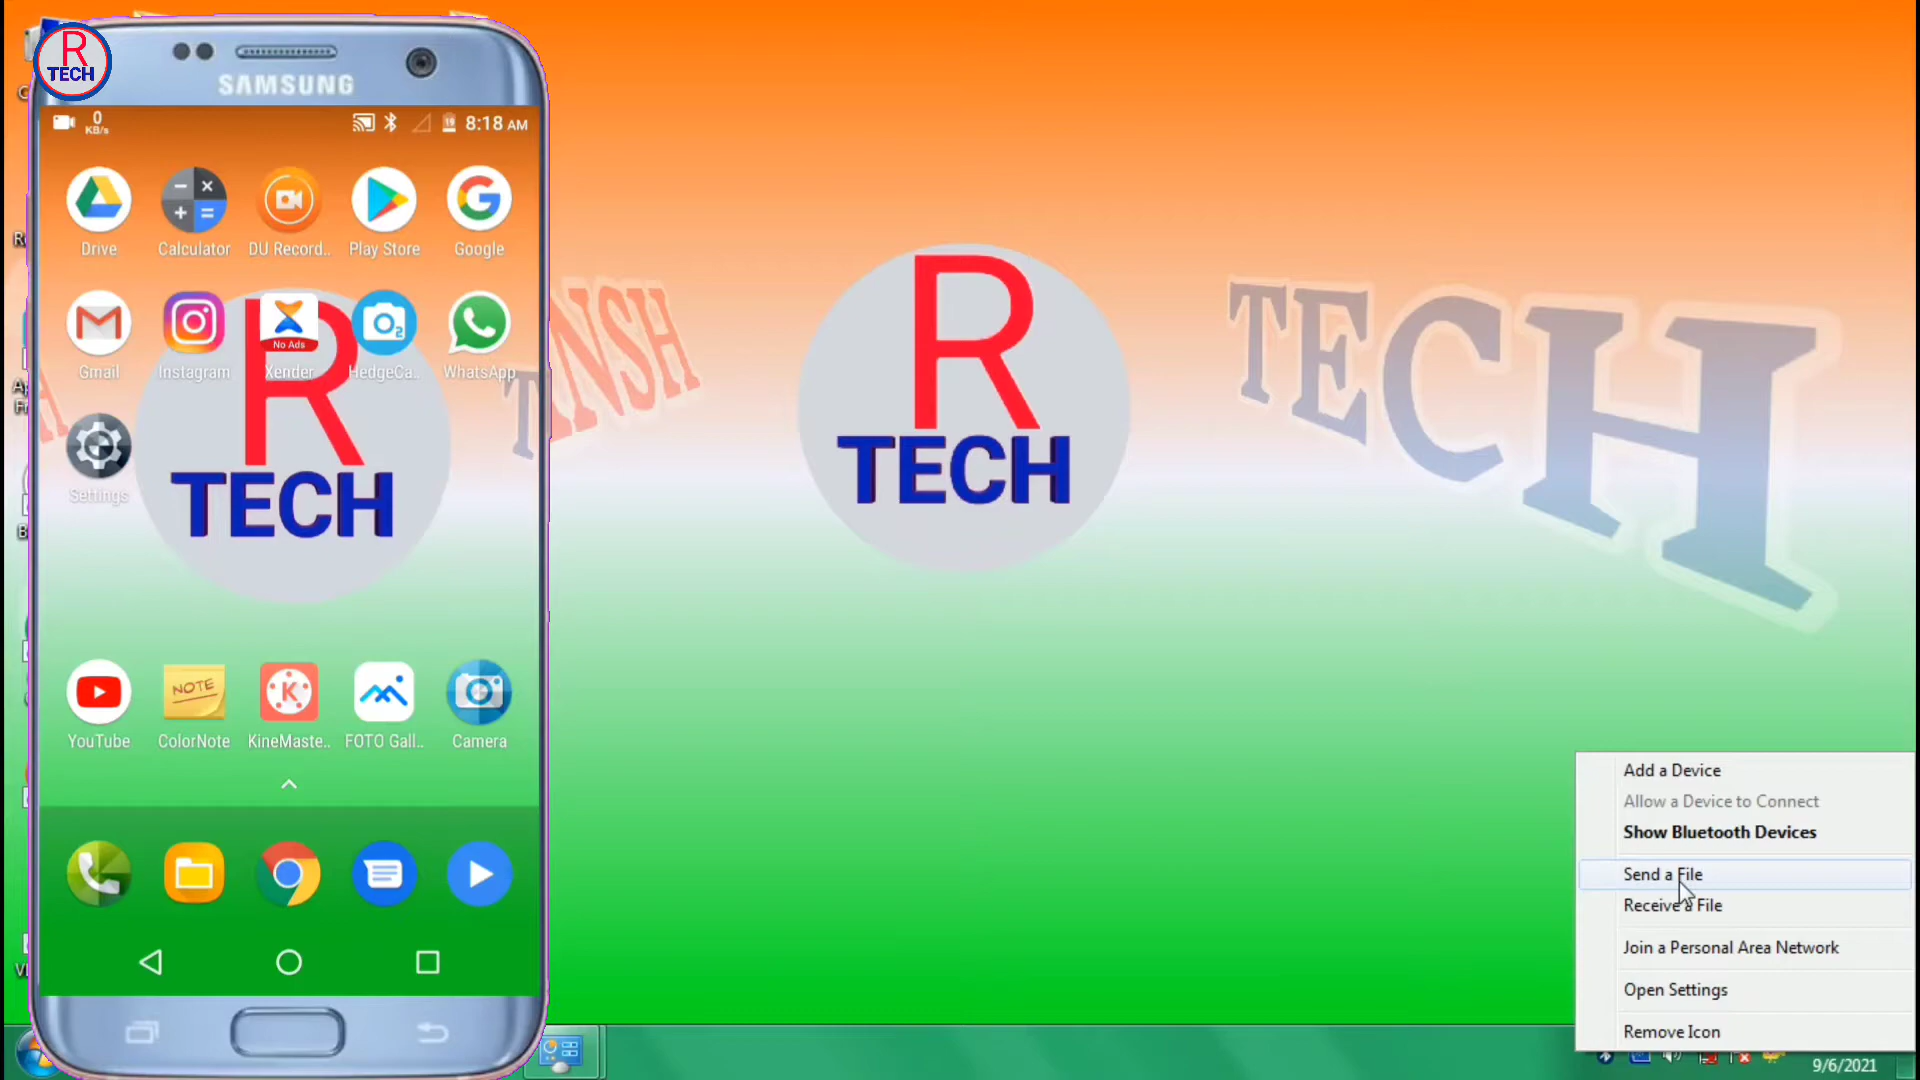 R
TECH
SAMSUNG
0
KB/s
19
8:18 AM
Drive
Calculator
DU Record..
Play Store
Google
No Ads
Gmail
Instagram
Xender
HedgeCa..
WhatsApp
Settings
R
TECH
NOTE
YouTube
ColorNote
KineMaste..
FOTO Gall..
Camera
R
TECH
TECH
Add a Device
Allow a Device to Connect
Show Bluetooth Devices
Send a File
Receive a File
Join a Personal Area Network
Open Settings
Remove Icon
9/6/2021